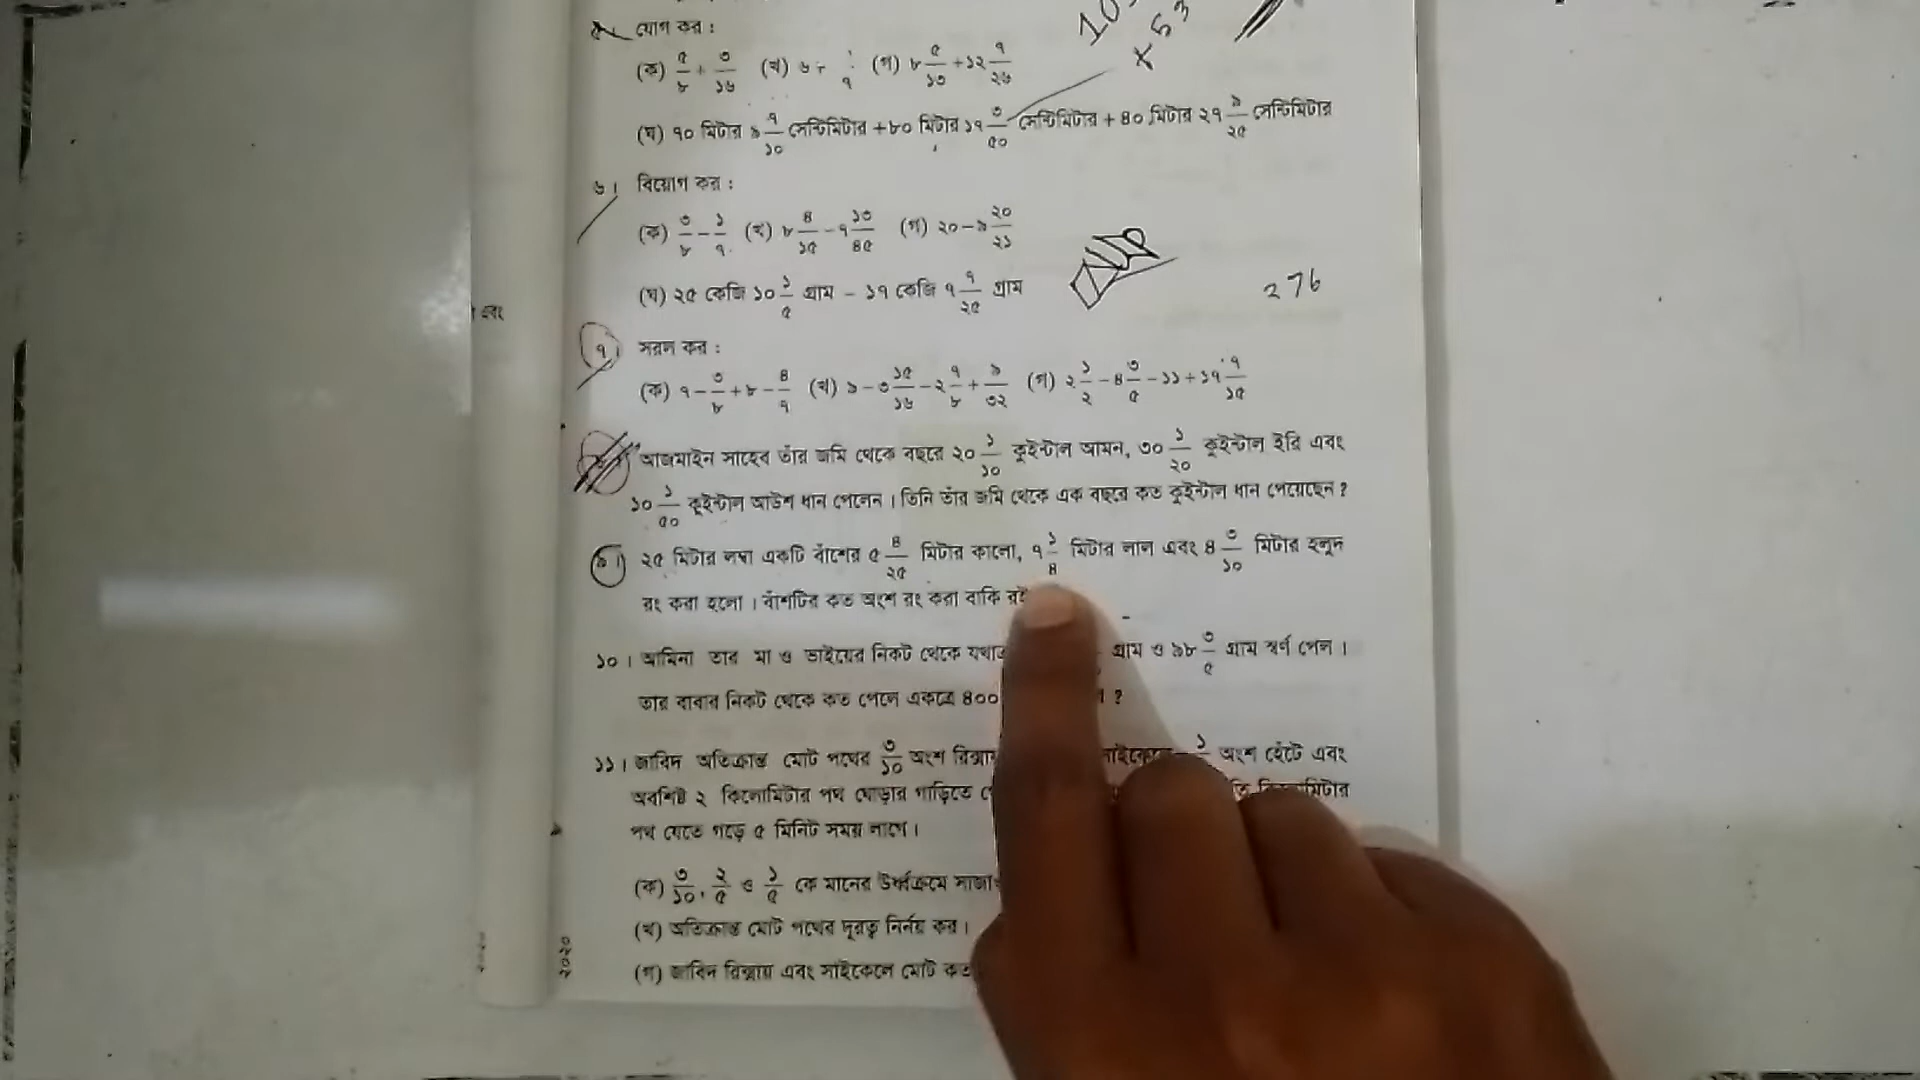 যোগ কর :
105
× 53
(ক) ৫/৮ + ৩/১৬ (খ) ৬ + ১/৭ (গ) ৮ ৫/১৩ + ১২ ৭/২৬
(ঘ) ৭০ মিটার ৯ ৭/১০ সেন্টিমিটার + ৮০ মিটার ১৭ ৩/৫০ সেন্টিমিটার + ৪০ মিটার ২৭ ৯/২৫ সেন্টিমিটার
৬। বিয়োগ কর :
(ক) ৩/৮ – ১/৭ (খ) ৮ ৪/১৫ – ৭ ১৩/৪৫ (গ) ২০ – ৯ ২০/২১
(ঘ) ২৫ কেজি ১০ ১/৫ গ্রাম – ১৭ কেজি ৭ ৭/২৫ গ্রাম
276
এবং
৭। সরল কর :
(ক) ৭ – ৩/৮ + ৮ – ৪/৭ (খ) ৯ – ৩ ১৫/১৬ – ২ ৭/৮ + ৯/৩২ (গ) ২ ১/২ – ৪ ৩/৫ – ১১ + ১৭ ৭/১৫
আজমাইন সাহেব তাঁর জমি থেকে বছরে ২০ ১/১০ কুইন্টাল আমন, ৩০ ১/২০ কুইন্টাল ইরি এবং
১০ ১/৫০ কুইন্টাল আউশ ধান পেলেন। তিনি তাঁর জমি থেকে এক বছরে কত কুইন্টাল ধান পেয়েছেন?
৯। ২৫ মিটার লম্বা একটি বাঁশের ৫ ৪/২৫ মিটার কালো, ৭ ১/৪ মিটার লাল এবং ৪ ৩/১০ মিটার হলুদ
রং করা হলো। বাঁশটির কত অংশ রং করা বাকি
১০। আমিনা তার মা ও ভাইয়ের নিকট থেকে গ্রাম ও ৯৮ ৩/৫ গ্রাম স্বর্ণ পেল।
তার বাবার নিকট থেকে কত পেলে একত্রে ৪০০ ?
১১। জাবিদ অতিক্রান্ত মোট পথের ৩/১০ অংশ অংশ হেঁটে এবং
অবশিষ্ট ২ কিলোমিটার পথ ঘোড়ার গাড়িতে
পথ যেতে গড়ে ৫ মিনিট সময় লাগে।
(ক) ৩/১০, ২/৫ ও ১/৫ কে মানের ঊর্ধ্বক্রমে
(খ) অতিক্রান্ত মোট পথের দূরত্ব নির্নয় কর।
(গ) জাবিদ রিক্সায় এবং সাইকেলে মোট
২০২০